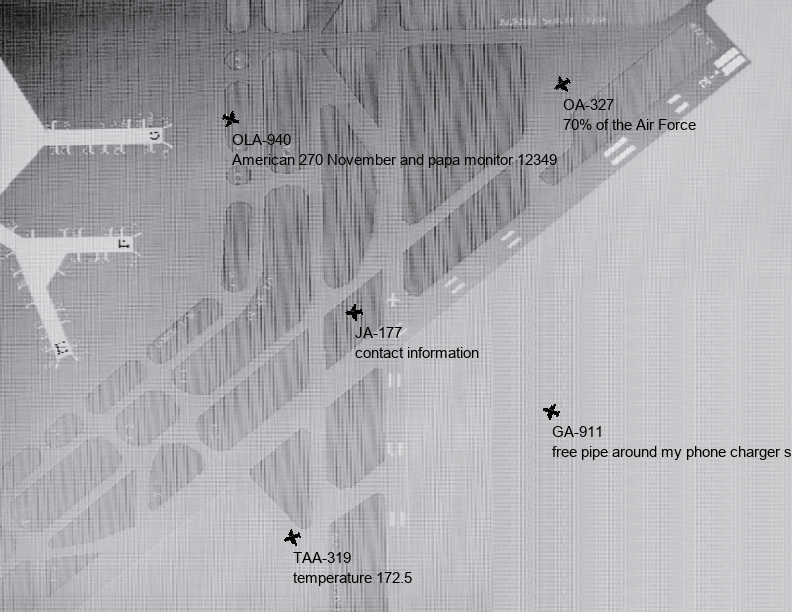 OA-327
70% of the Air Force
OLA-940
American 270 November and papa monitor 12349
JA-177
contact information
GA-911
free pipe around my phone charger s
TAA-319
temperature 172.5